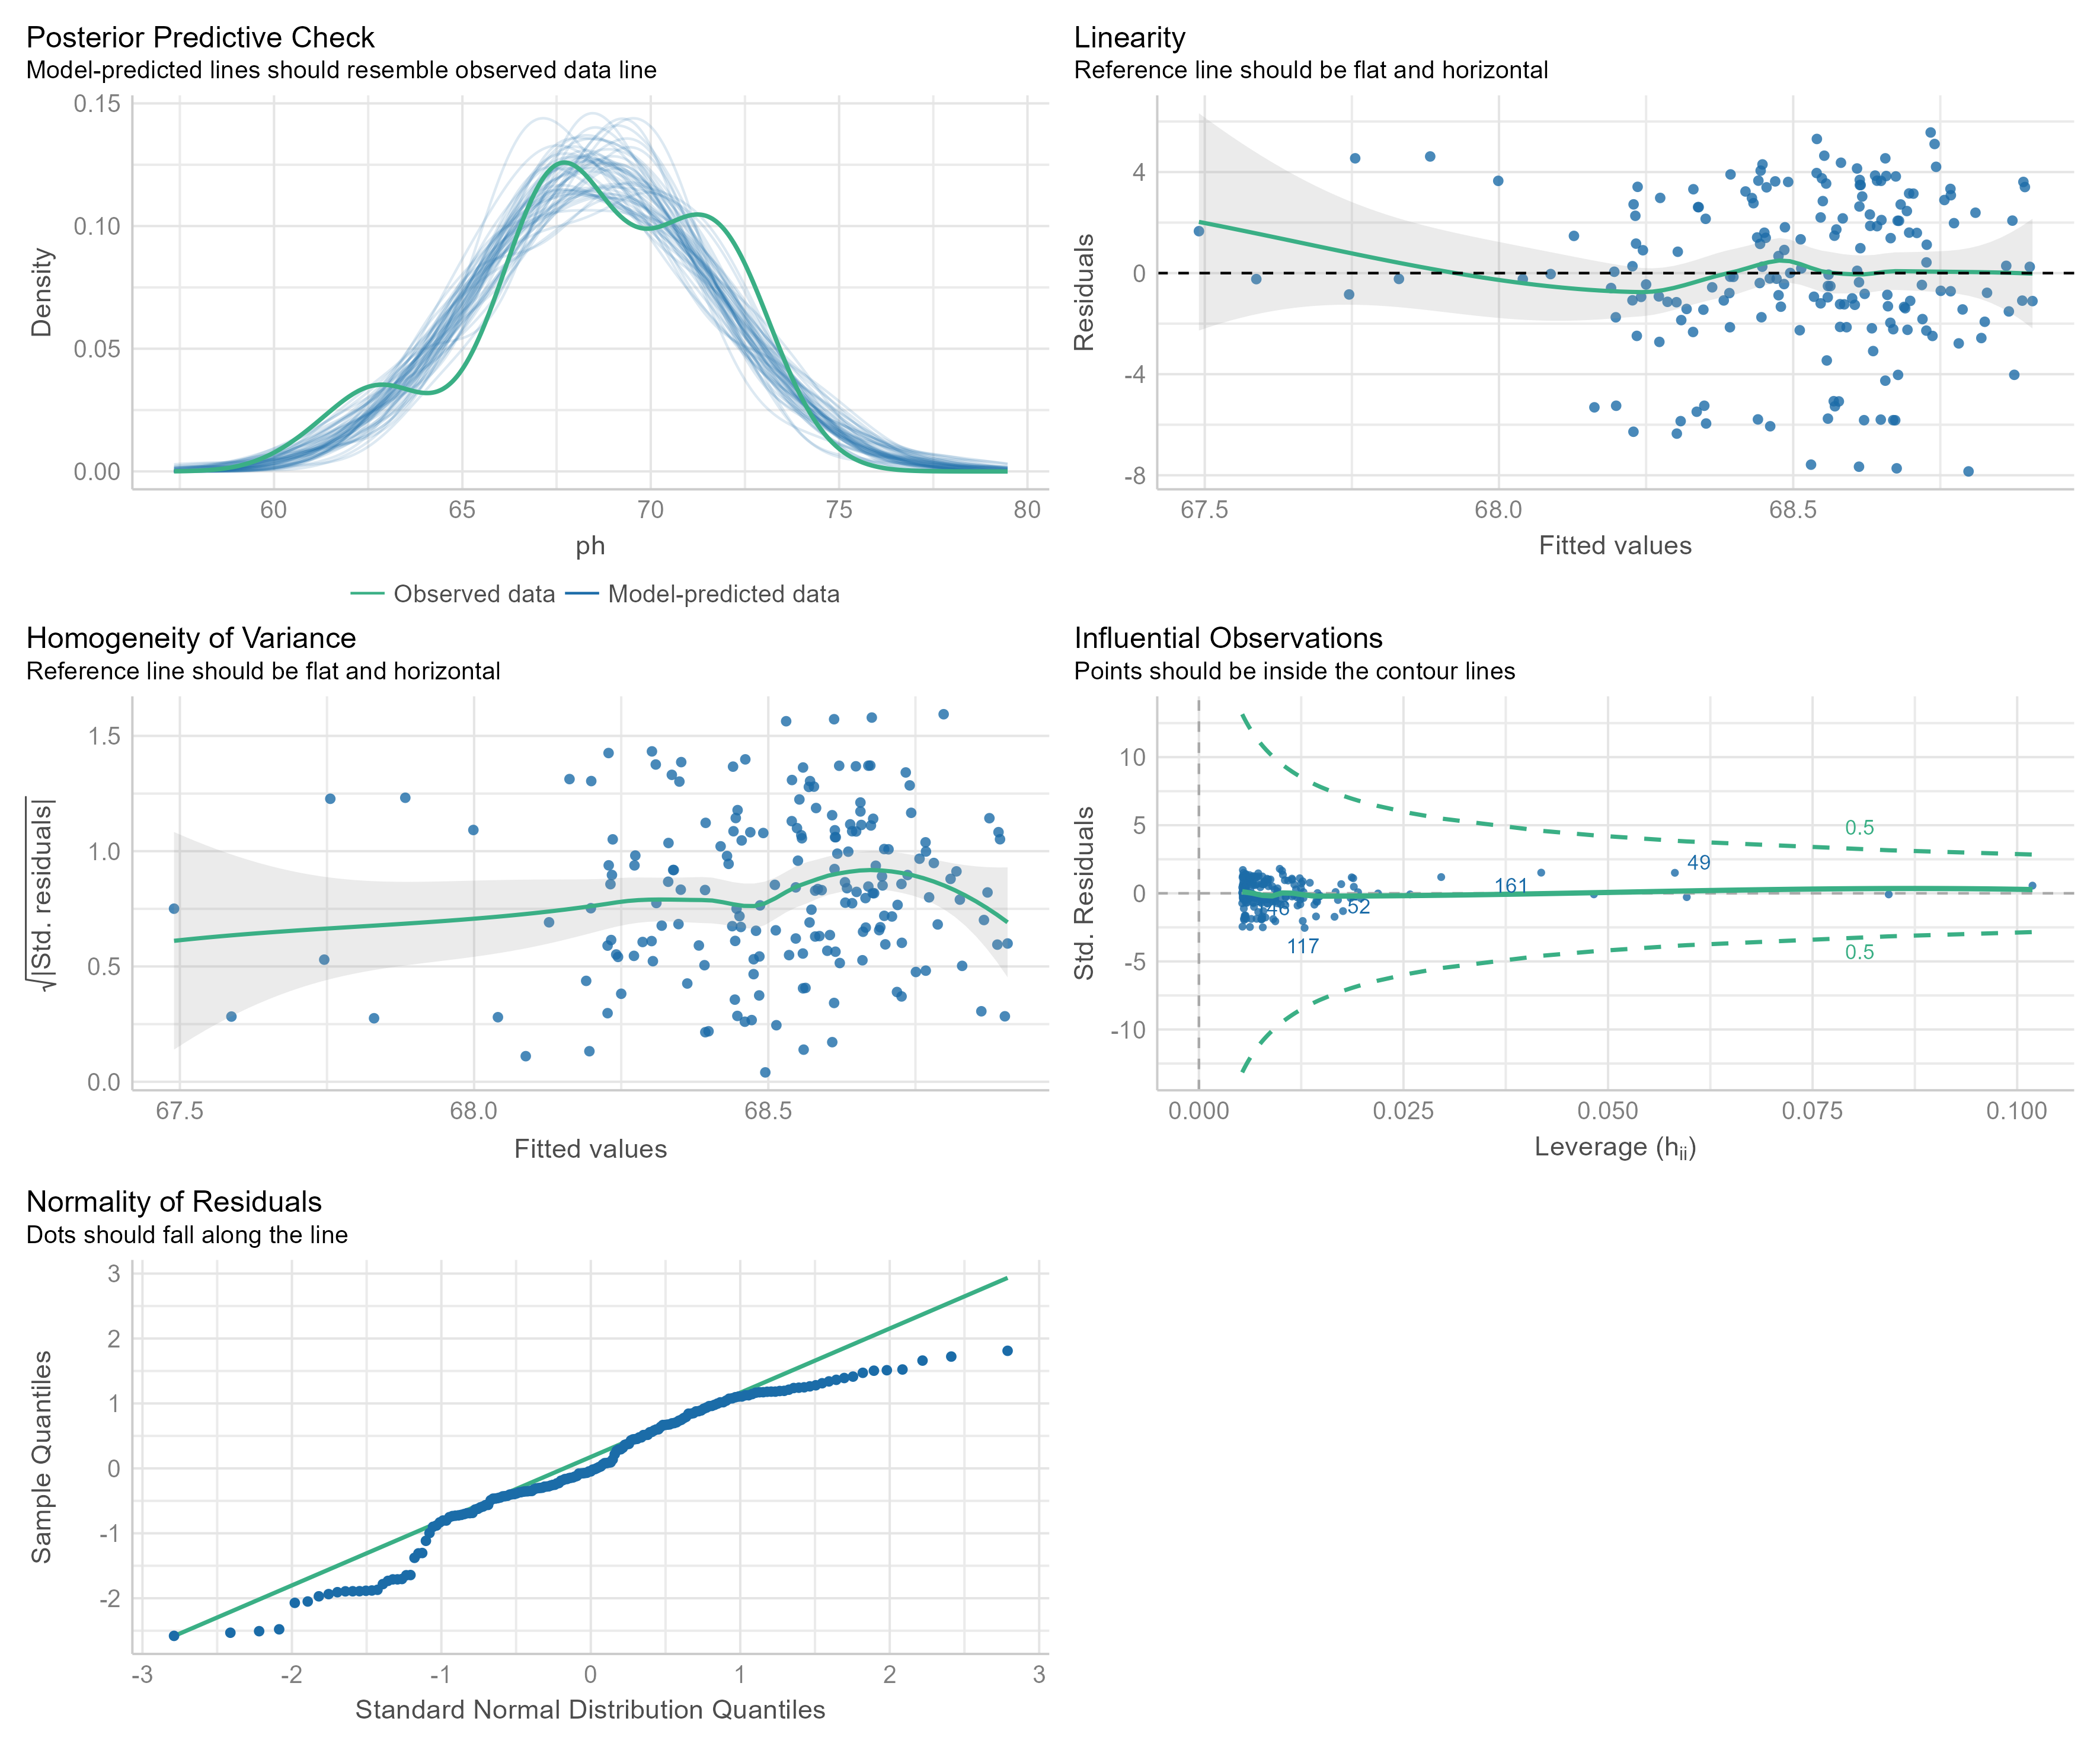 Posterior Predictive Check
Model-predicted lines should resemble observed data line
0.15
0.10
0.05
0.00
Density
60 65 70 75 80
ph
Observed data Model-predicted data
Linearity
Reference line should be flat and horizontal
4
0
-4
-8
Residuals
67.5 68.0 68.5
Fitted values
Homogeneity of Variance
Reference line should be flat and horizontal
1.5
1.0
0.5
0.0
√|Std. residuals|
67.5 68.0 68.5
Fitted values
Influential Observations
Points should be inside the contour lines
10
5
0
-5
-10
Std. Residuals
0.5
49
161
52
117
0.5
0.000 0.025 0.050 0.075 0.100
Leverage (hii)
Normality of Residuals
Dots should fall along the line
3
2
1
0
-1
-2
Sample Quantiles
-3 -2 -1 0 1 2 3
Standard Normal Distribution Quantiles